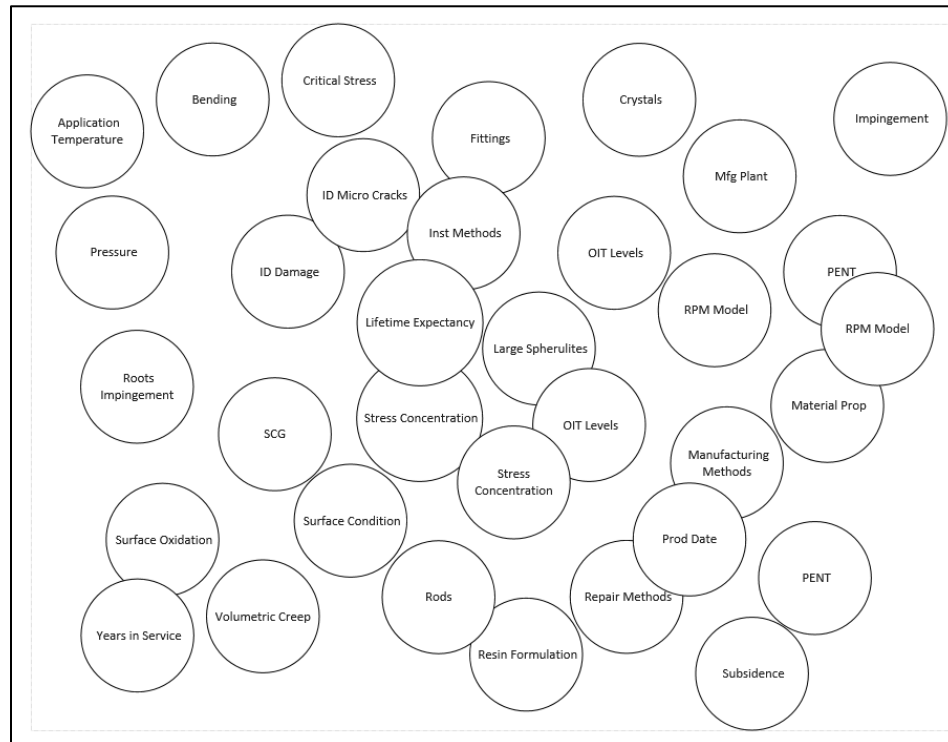 Critical Stress
Bending
Crystals
Application
Temperature
Impingement
Fittings
Mfg Plant
ID Micro Cracks
Inst Methods
Pressure
OIT Levels
ID Damage
PENT
RPM Model
Lifetime Expectancy
RPM Model
Large Spherulites
Roots
Impingement
Material Prop
Stress Concentration
OIT Levels
SCG
Manufacturing
Methods
Stress
Concentration
Surface Condition
Surface Oxidation
Prod Date
PENT
Rods
Repair Methods
Volumetric Creep
Years in Service
Resin Formulation
Subsidence